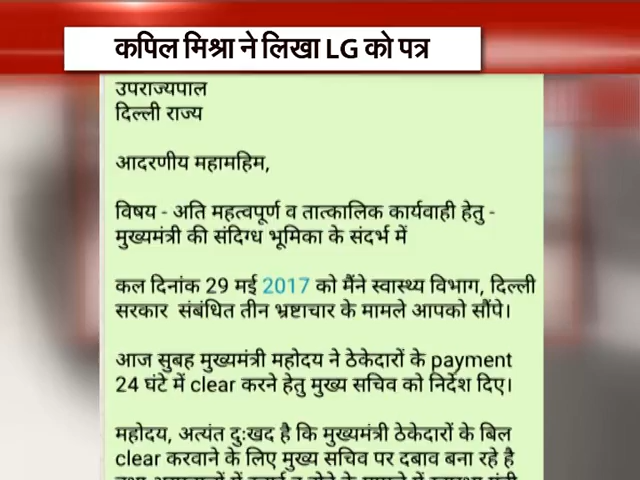 कपिल मिश्रा ने लिखा LG को पत्र
उपराज्यपाल
दिल्ली राज्य
आदरणीय महामहिम,
विषय - अति महत्वपूर्ण व तात्कालिक कार्यवाही हेतु -
मुख्यमंत्री की संदिग्ध भूमिका के संदर्भ में
कल दिनांक 29 मई 2017 को मैंने स्वास्थ्य विभाग, दिल्ली
सरकार संबंधित तीन भ्रष्टाचार के मामले आपको सौंपे।
आज सुबह मुख्यमंत्री महोदय ने ठेकेदारों के payment
24 घंटे में clear करने हेतु मुख्य सचिव को निर्देश दिए।
महोदय, अत्यंत दुःखद है कि मुख्यमंत्री ठेकेदारों के बिल
clear करवाने के लिए मुख्य सचिव पर दबाव बना रहे है